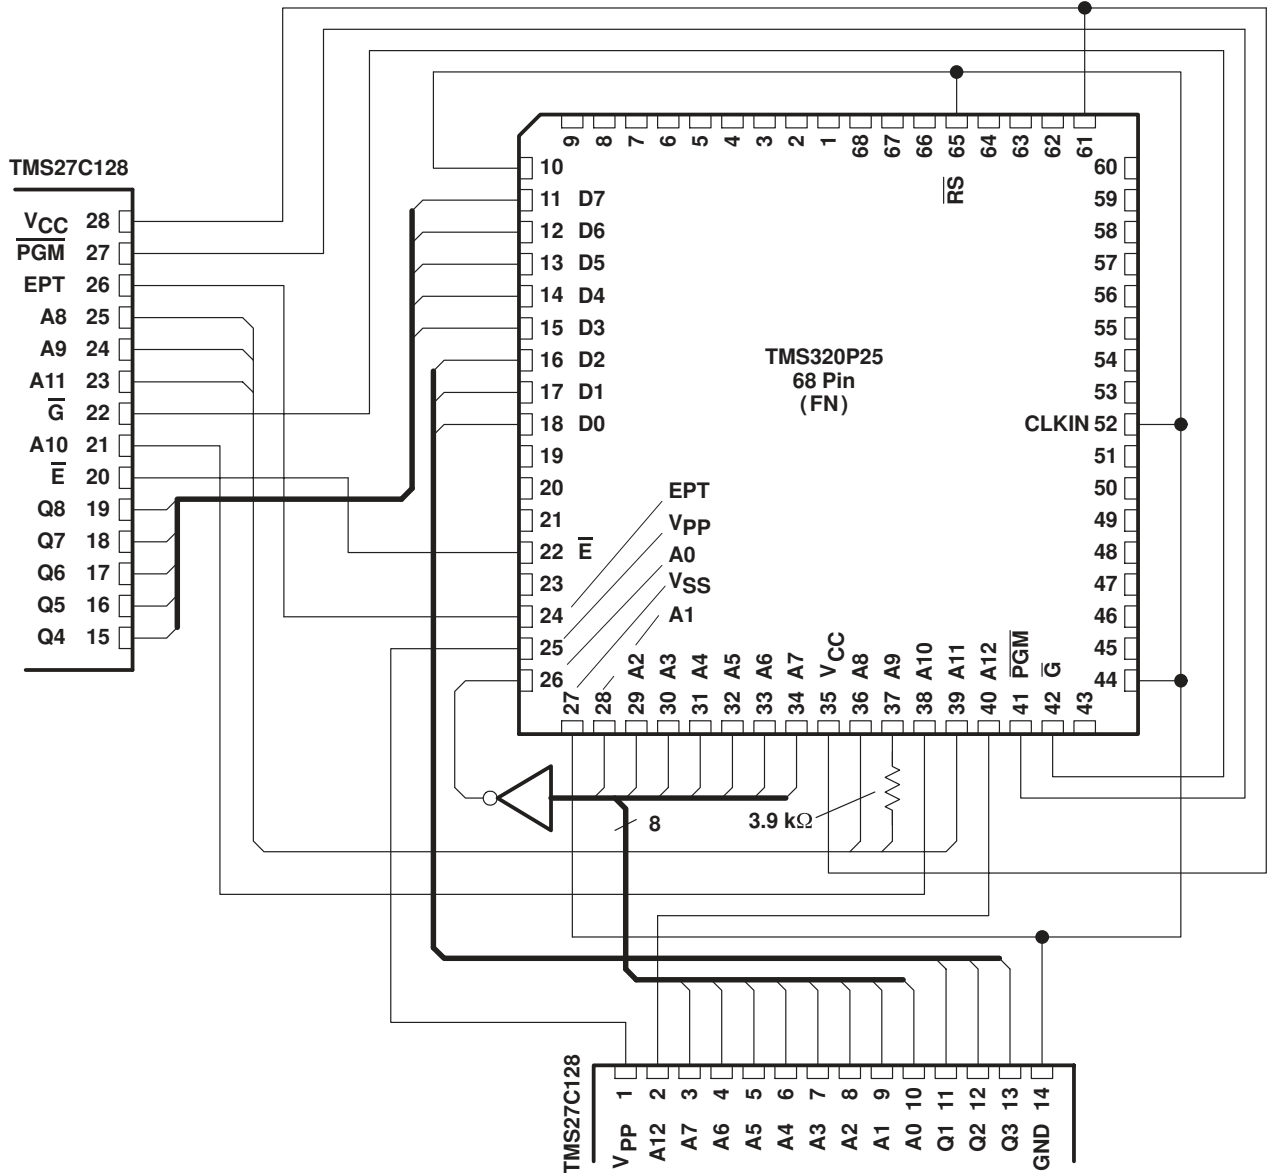 9 8 7 6 5 4 3 2 1 68 67 66 65 64 63 62 61
R̅S̅
TMS27C128
VCC 28
P̅G̅M̅ 27
EPT 26
A8 25
A9 24
A11 23
G̅ 22
A10 21
E̅ 20
Q8 19
Q7 18
Q6 17
Q5 16
Q4 15
10
11 D7
12 D6
13 D5
14 D4
15 D3
16 D2
17 D1
18 D0
19
20
21
22 E̅
23
24
25
26
TMS320P25
68 Pin
(FN)
EPT
VPP
A0
VSS
A1
60
59
58
57
56
55
54
53
CLKIN 52
51
50
49
48
47
46
45
44
27
28
29 A2
30 A3
31 A4
32 A5
33 A6
34 A7
35 VCC
36 A8
37 A9
38 A10
39 A11
40 A12
41 P̅G̅M̅
42 G̅
43
8
3.9 kΩ
TMS27C128
VPP 1
A12 2
A7 3
A6 4
A5 5
A4 6
A3 7
A2 8
A1 9
A0 10
Q1 11
Q2 12
Q3 13
GND 14